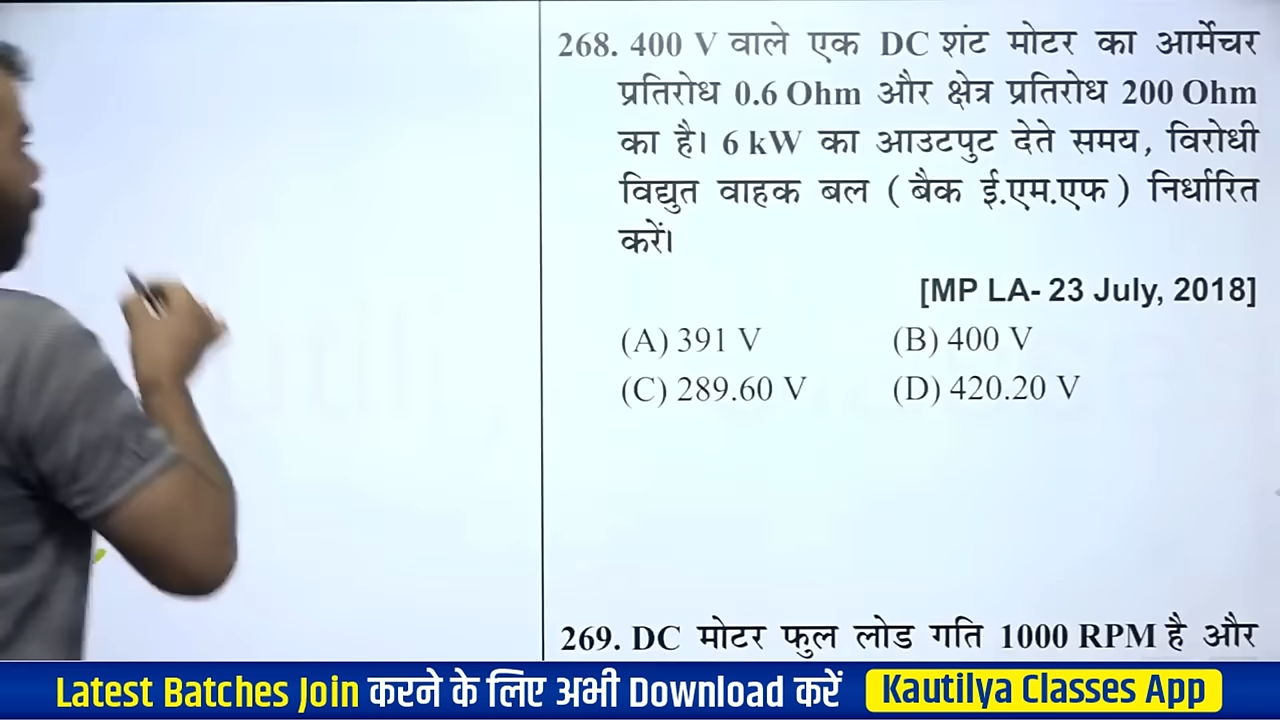 268. 400 V वाले एक DC शंट मोटर का आर्मेचर
प्रतिरोध 0.6 Ohm और क्षेत्र प्रतिरोध 200 Ohm
का है। 6 kW का आउटपुट देते समय, विरोधी
विद्युत वाहक बल ( बैक ई.एम.एफ ) निर्धारित
करें।
[MP LA- 23 July, 2018]
(A) 391 V (B) 400 V
(C) 289.60 V (D) 420.20 V
269. DC मोटर फुल लोड गति 1000 RPM है और
Latest Batches Join करने के लिए अभी Download करें Kautilya Classes App